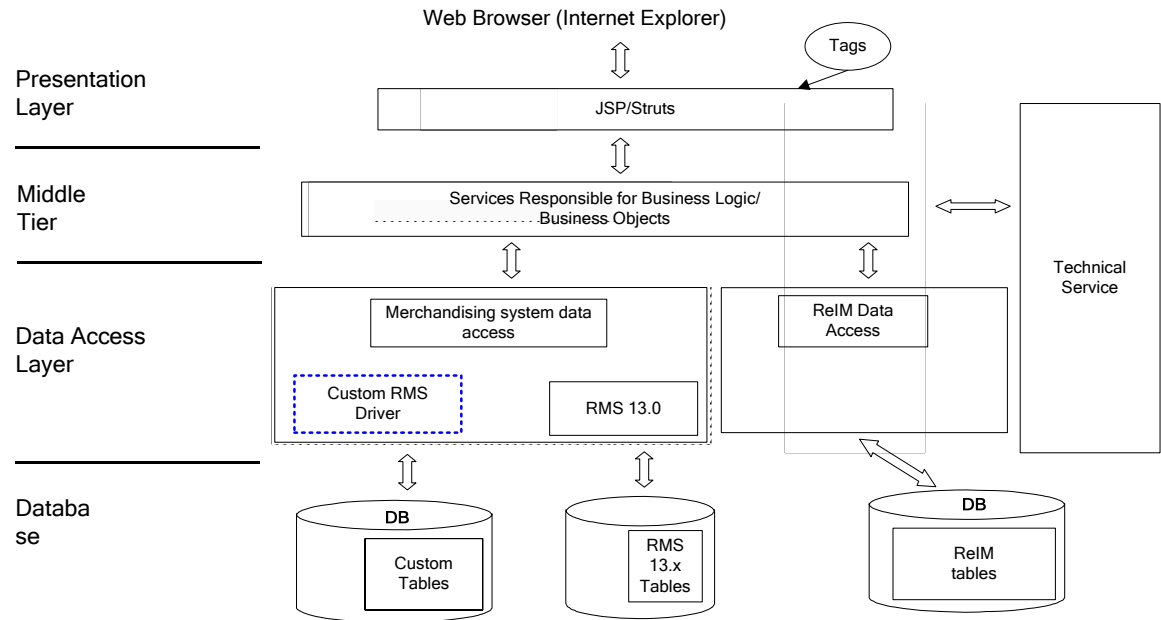 Web Browser (Internet Explorer)
Tags
Presentation
Layer
JSP/Struts
Middle
Tier
Services Responsible for Business Logic/
Business Objects
Technical
Service
Data Access
Layer
Merchandising system data
access
ReIM Data
Access
Custom RMS
Driver
RMS 13.0
Databa
se
DB
Custom
Tables
RMS
13.x
Tables
DB
ReIM
tables